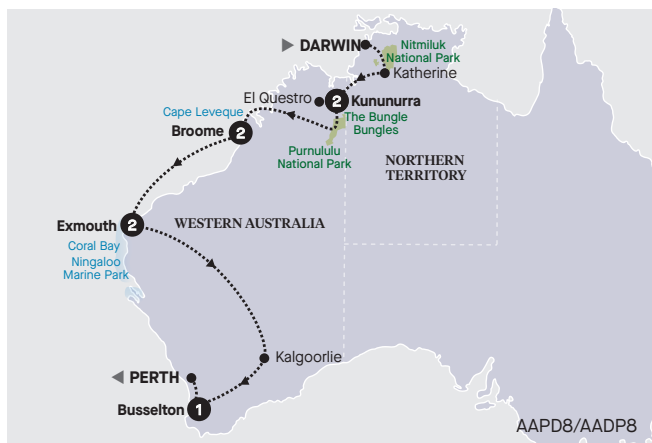 DARWIN
Nitmiluk
National Park
Katherine
El Questro
2
Kununurra
Cape Leveque
The Bungle
Bungles
Broome
2
Purnululu
National Park
NORTHERN
TERRITORY
Exmouth
2
WESTERN AUSTRALIA
Coral Bay
Ningaloo
Marine Park
Kalgoorlie
PERTH
Busselton
1
AAPD8/AADP8